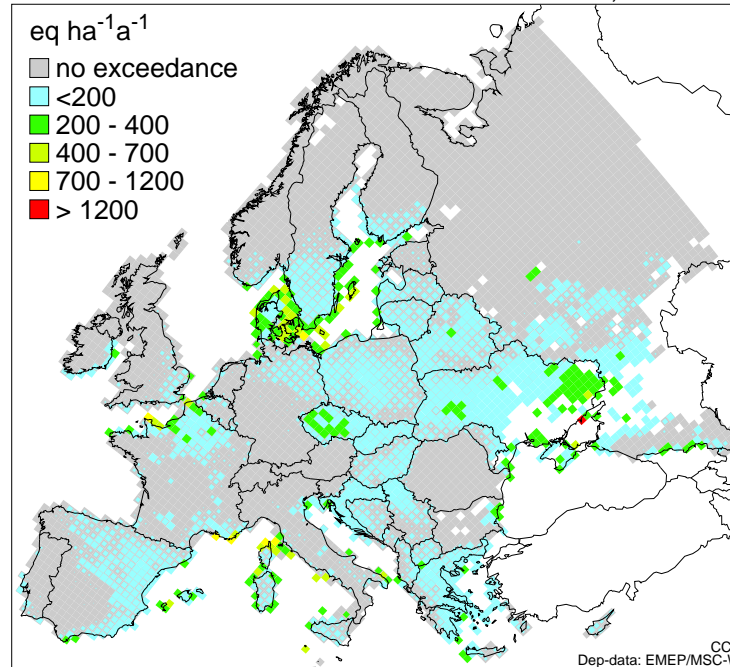 eq ha⁻¹a⁻¹
no exceedance
<200
200 - 400
400 - 700
700 - 1200
> 1200
Dep-data: EMEP/MSC-